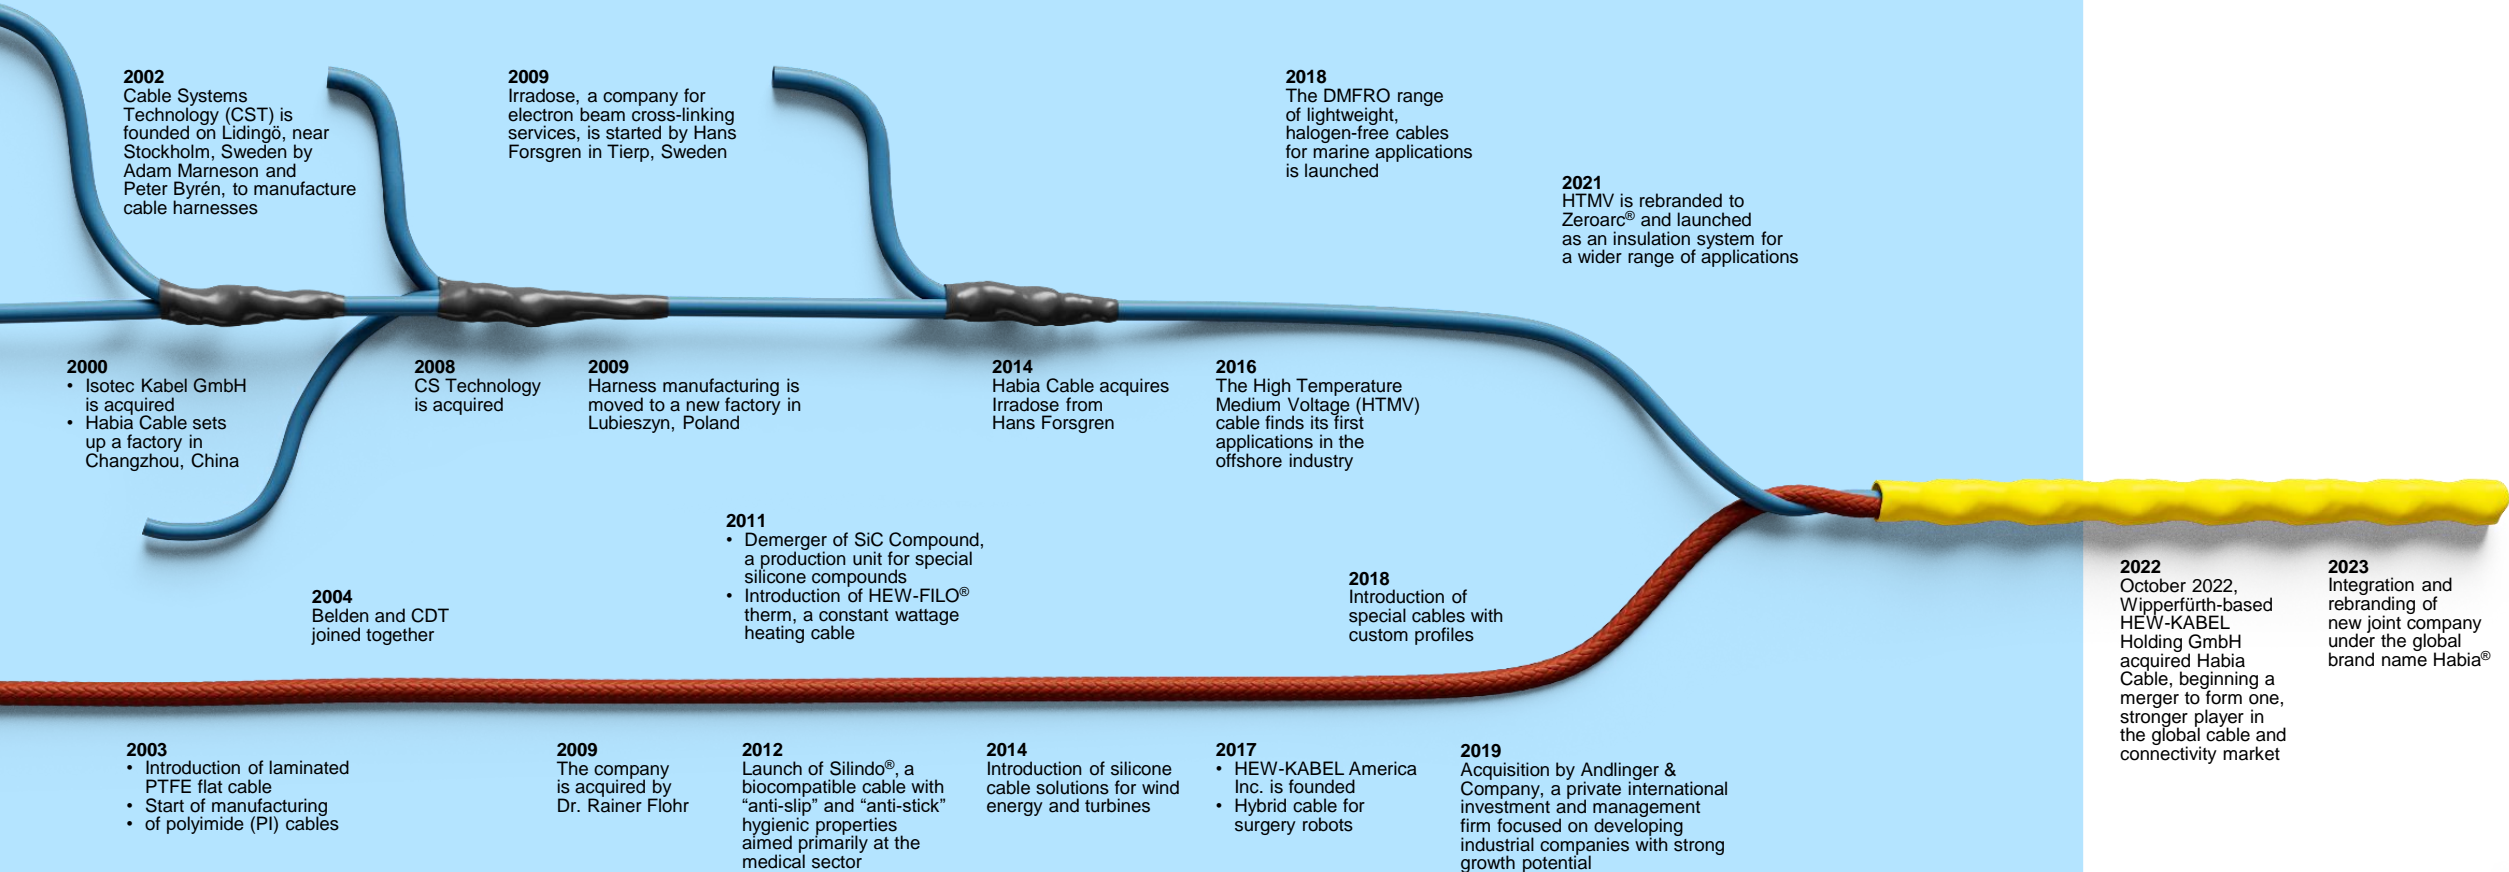 2002
Cable Systems
Technology (CST) is
founded on Lidingö, near
Stockholm, Sweden by
Adam Marneson and
Peter Byrén, to manufacture
cable harnesses
2009
Irradose, a company for
electron beam cross-linking
services, is started by Hans
Forsgren in Tierp, Sweden
2018
The DMFRO range
of lightweight,
halogen-free cables
for marine applications
is launched
2021
HTMV is rebranded to
Zeroarc® and launched
as an insulation system for
a wider range of applications
2000
• Isotec Kabel GmbH
is acquired
• Habia Cable sets
up a factory in
Changzhou, China
2008
CS Technology
is acquired
2009
Harness manufacturing is
moved to a new factory in
Lubieszyn, Poland
2014
Habia Cable acquires
Irradose from
Hans Forsgren
2016
The High Temperature
Medium Voltage (HTMV)
cable finds its first
applications in the
offshore industry
2004
Belden and CDT
joined together
2011
• Demerger of SiC Compound,
a production unit for special
silicone compounds
• Introduction of HEW-FILO®
therm, a constant wattage
heating cable
2018
Introduction of
special cables with
custom profiles
2022
October 2022,
Wipperfürth-based
HEW-KABEL
Holding GmbH
acquired Habia
Cable, beginning a
merger to form one,
stronger player in
the global cable and
connectivity market
2023
Integration and
rebranding of
new joint company
under the global
brand name Habia®
2003
• Introduction of laminated
PTFE flat cable
• Start of manufacturing
• of polyimide (PI) cables
2009
The company
is acquired by
Dr. Rainer Flohr
2012
Launch of Silindo®, a
biocompatible cable with
“anti-slip” and “anti-stick”
hygienic properties
aimed primarily at the
medical sector
2014
Introduction of silicone
cable solutions for wind
energy and turbines
2017
• HEW-KABEL America
Inc. is founded
• Hybrid cable for
surgery robots
2019
Acquisition by Andlinger &
Company, a private international
investment and management
firm focused on developing
industrial companies with strong
growth potential